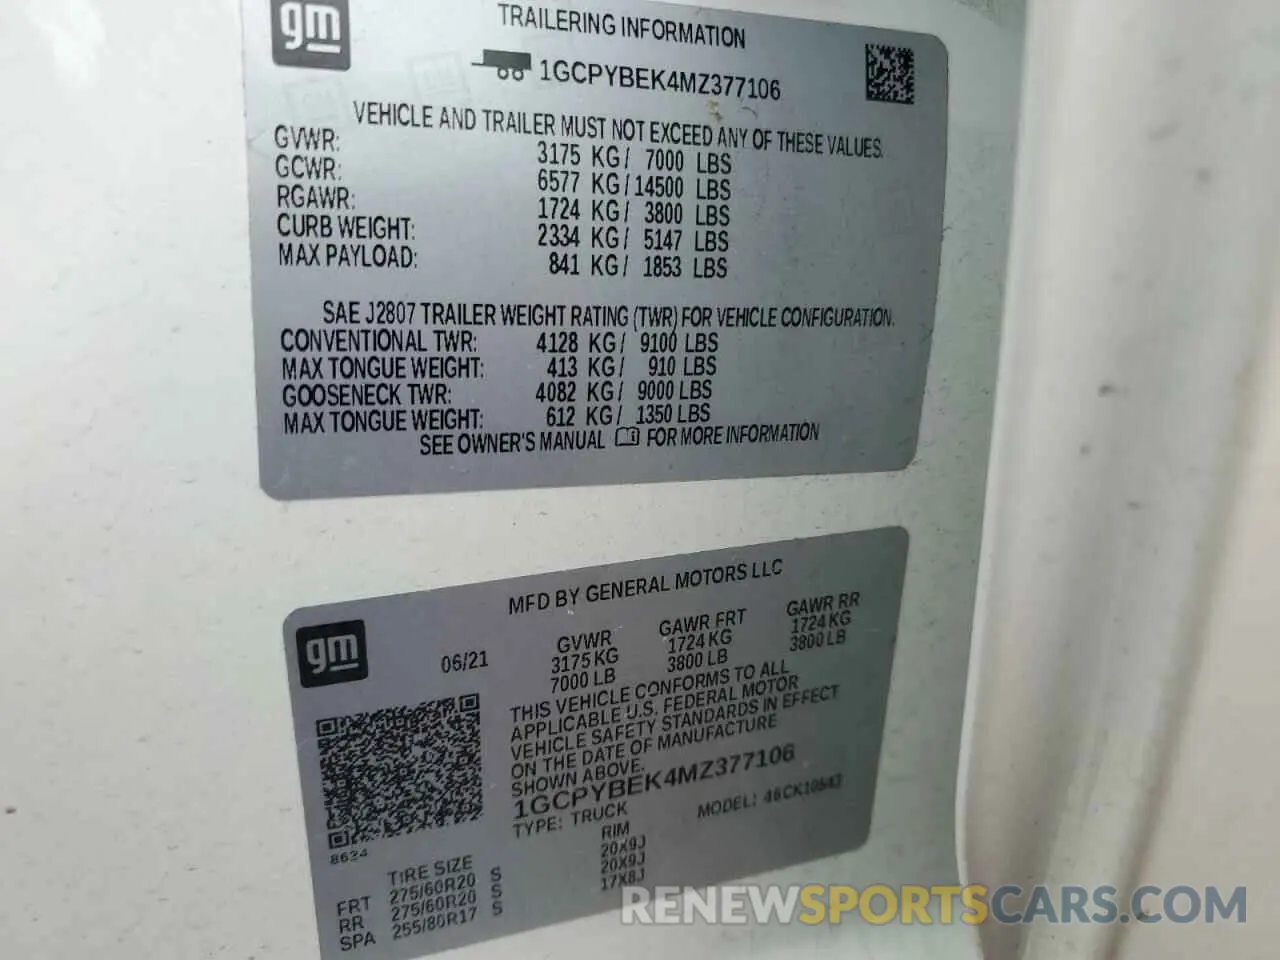 gm
TRAILERING INFORMATION
1GCPYBEK4MZ377106
VEHICLE AND TRAILER MUST NOT EXCEED ANY OF THESE VALUES.
GVWR: 3175 KG/ 7000 LBS
GCWR: 6577 KG/14500 LBS
RGAWR: 1724 KG/ 3800 LBS
CURB WEIGHT: 2334 KG/ 5147 LBS
MAX PAYLOAD: 841 KG/ 1853 LBS
SAE J2807 TRAILER WEIGHT RATING (TWR) FOR VEHICLE CONFIGURATION.
CONVENTIONAL TWR: 4128 KG/ 9100 LBS
MAX TONGUE WEIGHT: 413 KG/ 910 LBS
GOOSENECK TWR: 4082 KG/ 9000 LBS
MAX TONGUE WEIGHT: 612 KG/ 1350 LBS
SEE OWNER'S MANUAL FOR MORE INFORMATION
MFD BY GENERAL MOTORS LLC
gm
06/21 GVWR GAWR FRT GAWR RR
3175 KG 1724 KG 1724 KG
7000 LB 3800 LB 3800 LB
THIS VEHICLE CONFORMS TO ALL
APPLICABLE U.S. FEDERAL MOTOR
VEHICLE SAFETY STANDARDS IN EFFECT
ON THE DATE OF MANUFACTURE
SHOWN ABOVE.
1GCPYBEK4MZ377106
TYPE: TRUCK MODEL: 46CK10543
8624
TIRE SIZE RIM
FRT 275/60R20 S 20X9J
RR 275/60R20 S 20X9J
SPA 255/80R17 S 17X8J
RENEWSPORTSCARS.COM